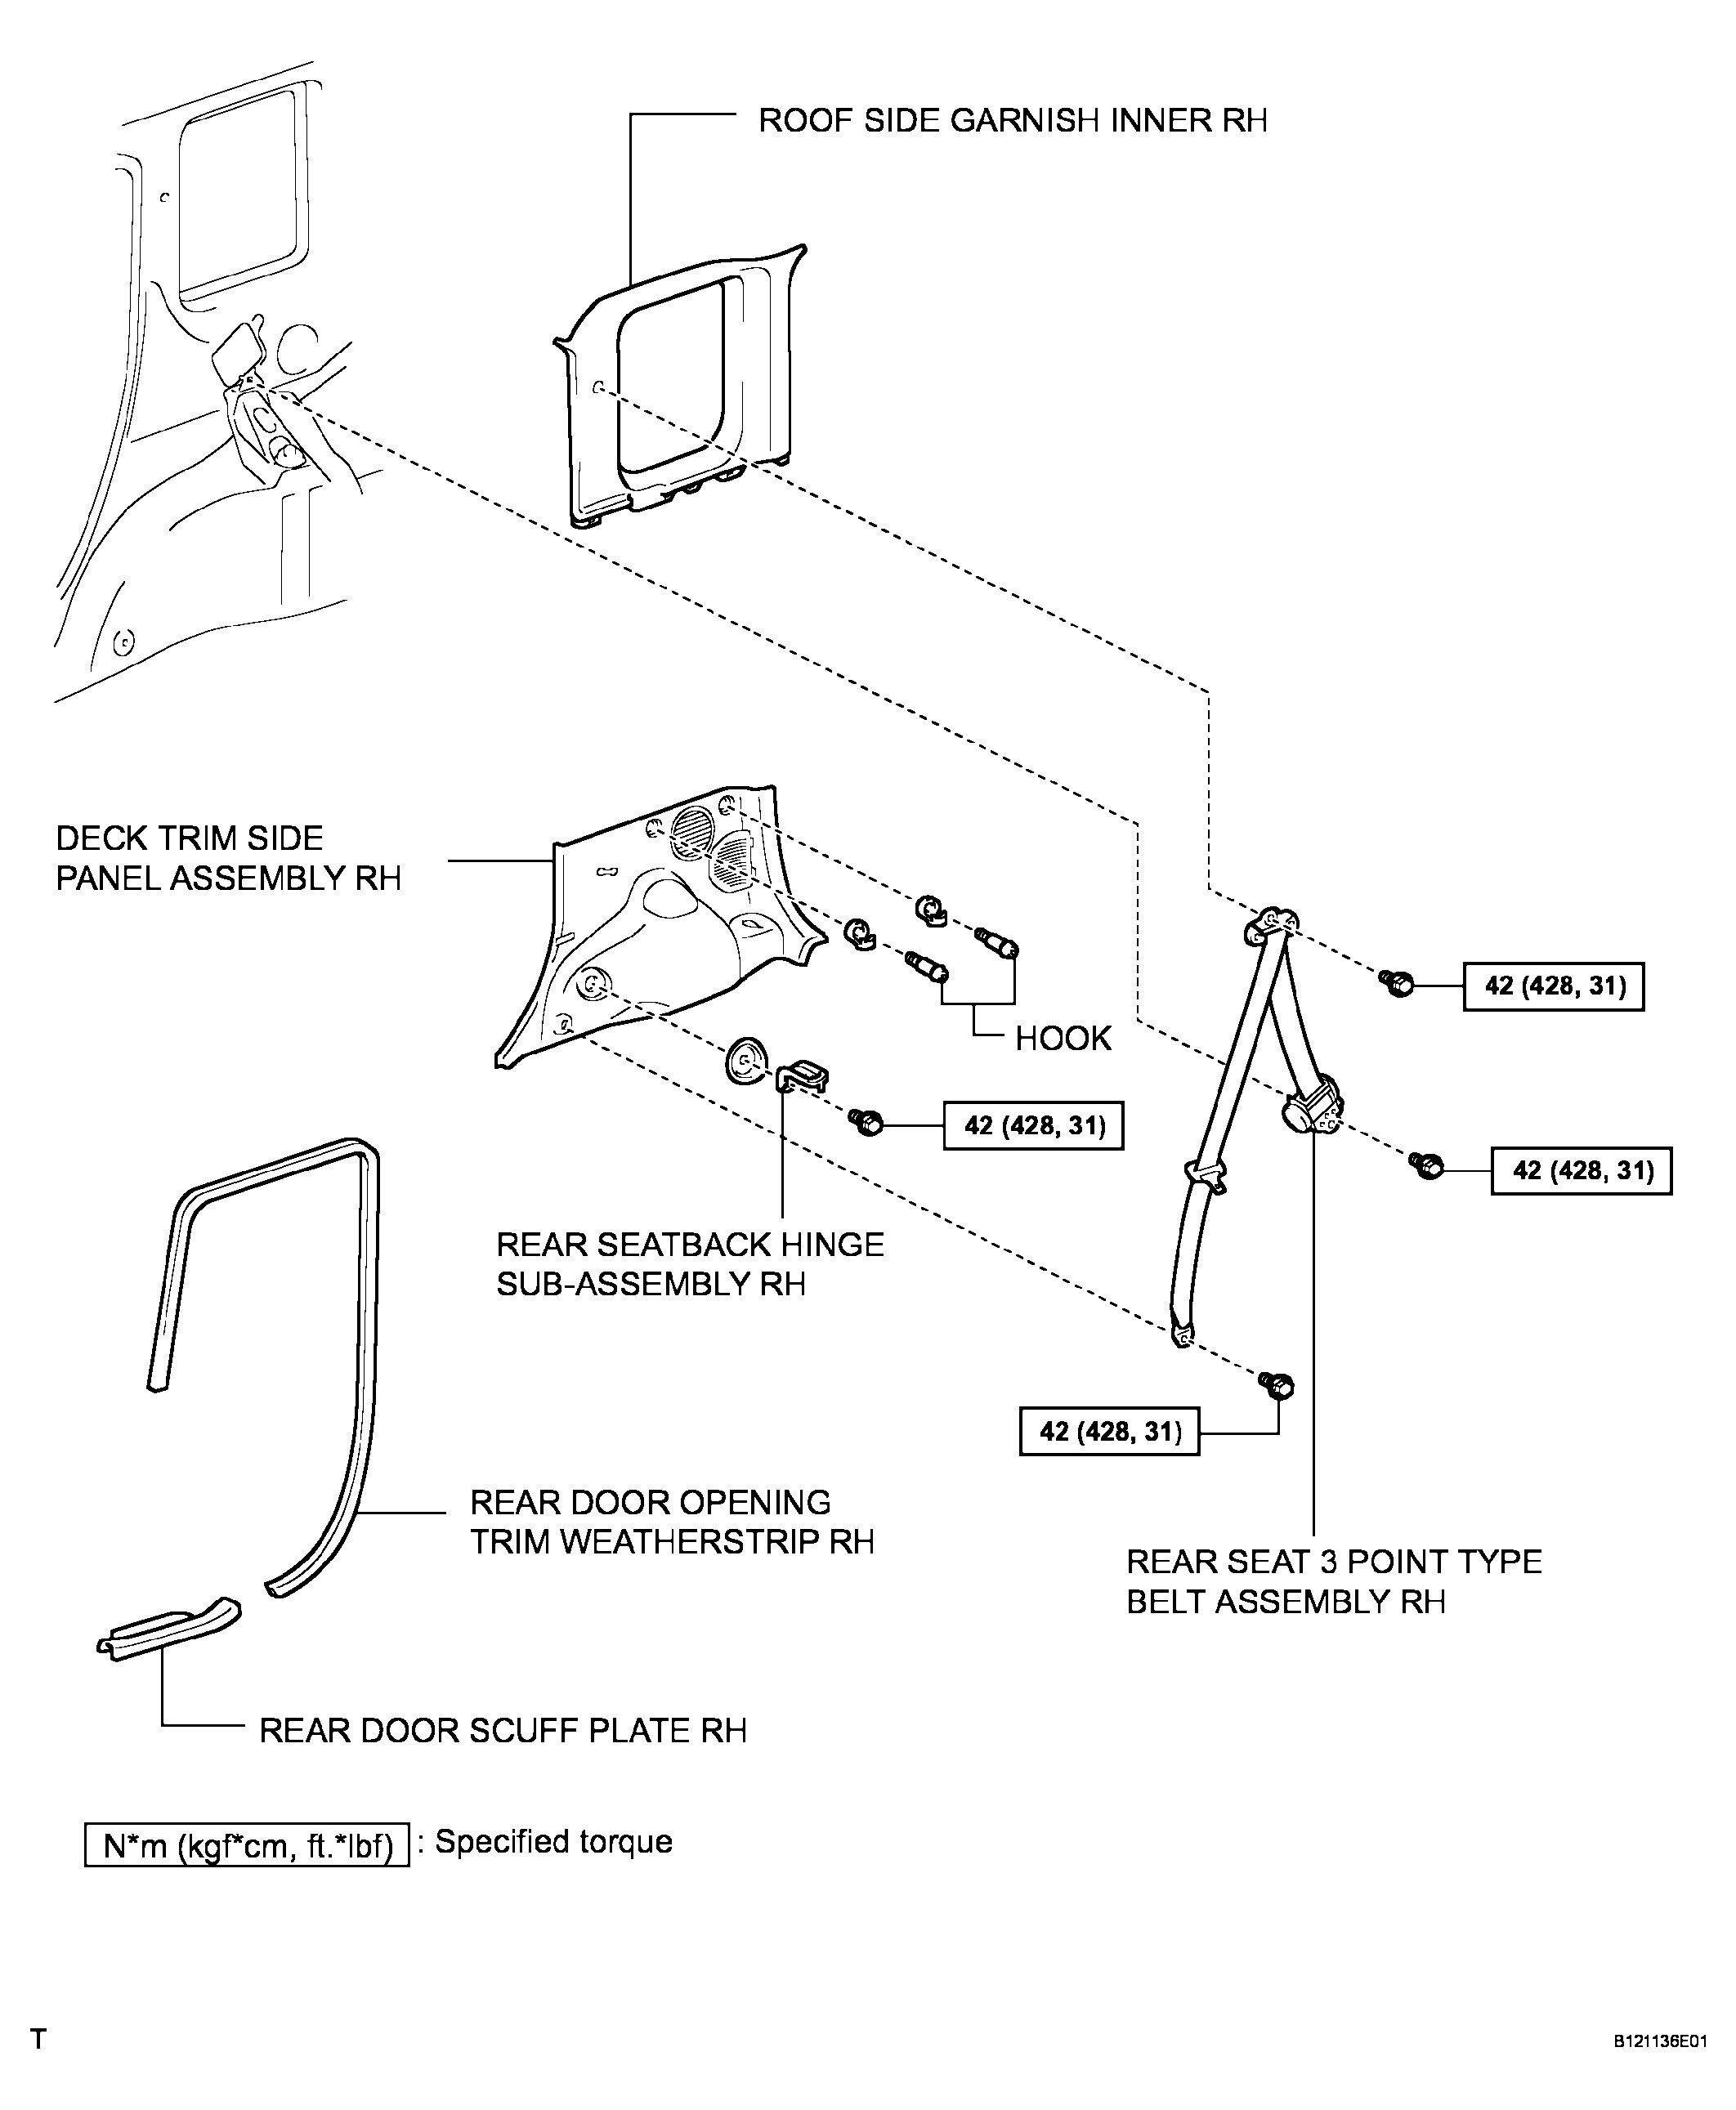 ROOF SIDE GARNISH INNER RH
DECK TRIM SIDE
PANEL ASSEMBLY RH
42 (428, 31)
HOOK
42 (428, 31)
42 (428, 31)
REAR SEATBACK HINGE
SUB-ASSEMBLY RH
42 (428, 31)
REAR DOOR OPENING
TRIM WEATHERSTRIP RH
REAR SEAT 3 POINT TYPE
BELT ASSEMBLY RH
REAR DOOR SCUFF PLATE RH
N*m (kgf*cm, ft.*lbf) : Specified torque
T
B121136E01